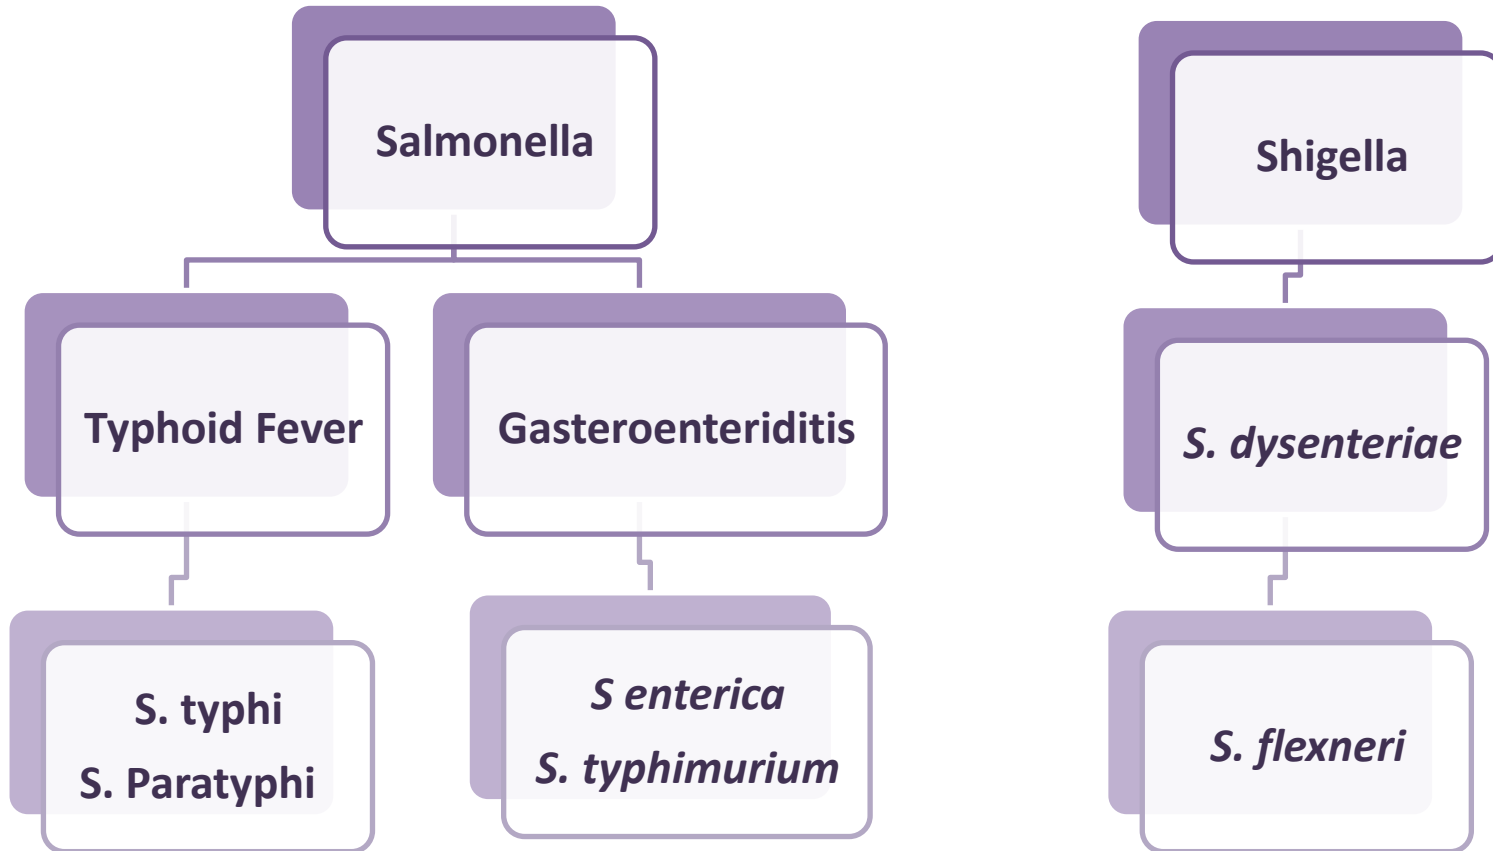 Salmonella
Shigella
Typhoid Fever
Gasteroenteriditis
S. dysenteriae
S. typhi
S. Paratyphi
S enterica
S. typhimurium
S. flexneri